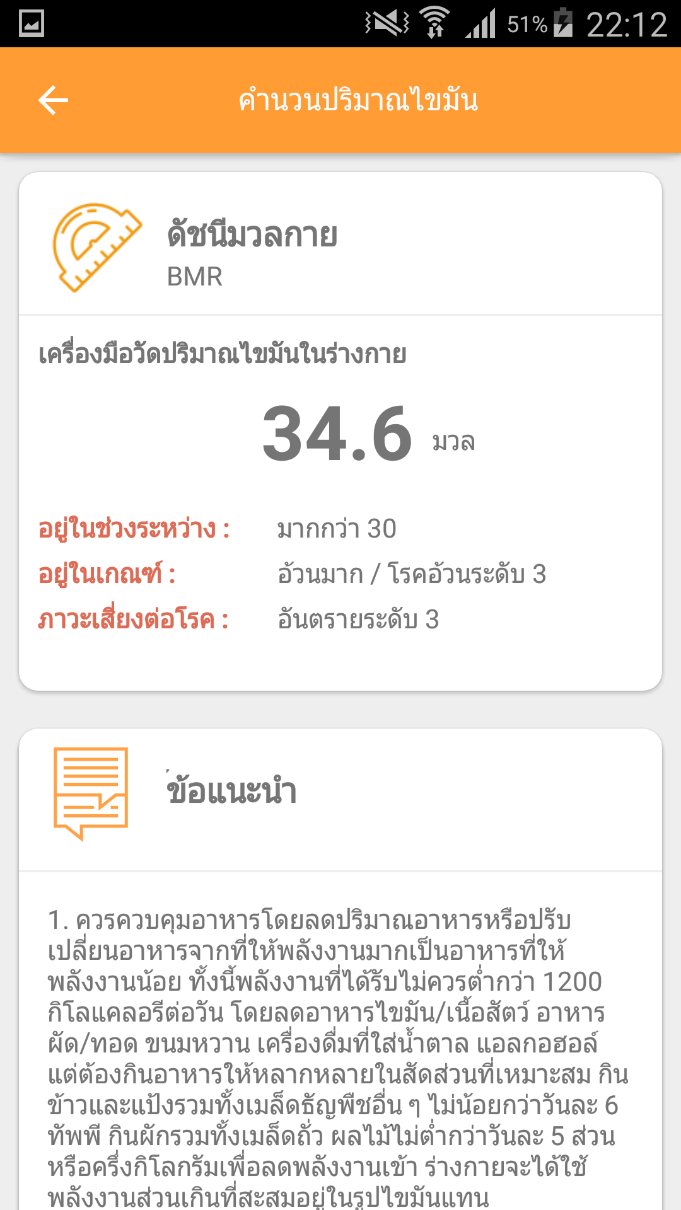 51% 22:12
คำนวนปริมาณไขมัน
ดัชนีมวลกาย
BMR
เครื่องมือวัดปริมาณไขมันในร่างกาย
34.6 มวล
อยู่ในช่วงระหว่าง : มากกว่า 30
อยู่ในเกณฑ์ : อ้วนมาก / โรคอ้วนระดับ 3
ภาวะเสี่ยงต่อโรค : อันตรายระดับ 3
ข้อแนะนำ
1. ควรควบคุมอาหารโดยลดปริมาณอาหารหรือปรับ
เปลี่ยนอาหารจากที่ให้พลังงานมากเป็นอาหารที่ให้
พลังงานน้อย ทั้งนี้พลังงานที่ได้รับไม่ควรต่ำกว่า 1200
กิโลแคลอรีต่อวัน โดยลดอาหารไขมัน/เนื้อสัตว์ อาหาร
ผัด/ทอด ขนมหวาน เครื่องดื่มที่ใส่น้ำตาล แอลกอฮอล์
แต่ต้องกินอาหารให้หลากหลายในสัดส่วนที่เหมาะสม กิน
ข้าวและแป้งรวมทั้งเมล็ดธัญพืชอื่น ๆ ไม่น้อยกว่าวันละ 6
ทัพพี กินผักรวมทั้งเมล็ดถั่ว ผลไม้ไม่ต่ำกว่าวันละ 5 ส่วน
หรือครึ่งกิโลกรัมเพื่อลดพลังงานเข้า ร่างกายจะได้ใช้
พลังงานส่วนเกินที่สะสมอยู่ในรูปไขมันแทน